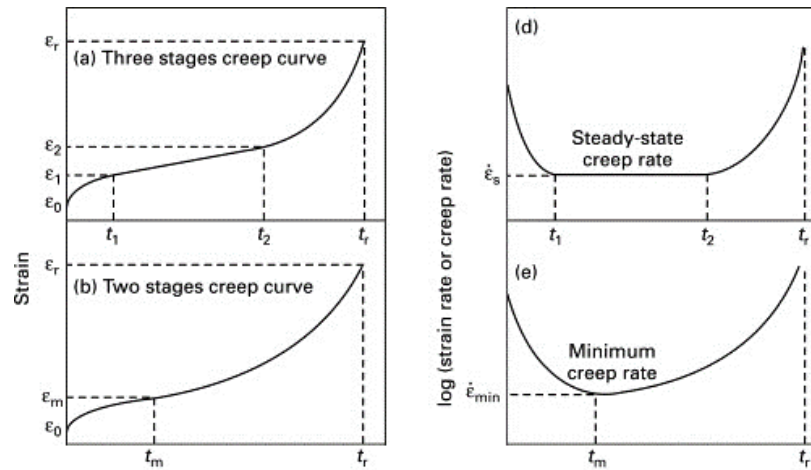 Strain
εr
(a) Three stages creep curve
ε2
ε1
ε0
t1
t2
tr
εr
(b) Two stages creep curve
εm
ε0
tm
tr
log (strain rate or creep rate)
(d)
Steady-state
creep rate
ε̇s
t1
t2
tr
(e)
Minimum
creep rate
ε̇min
tm
tr